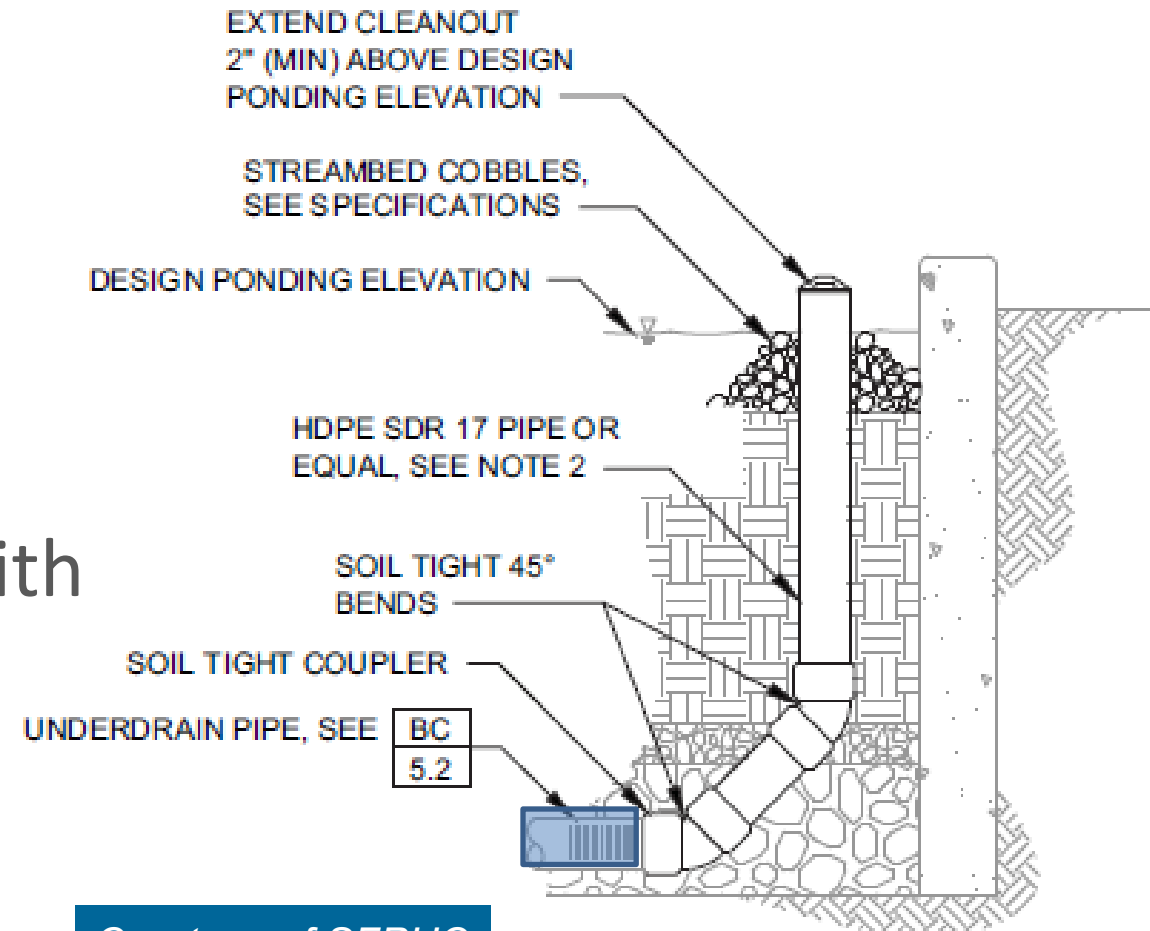 EXTEND CLEANOUT
2" (MIN) ABOVE DESIGN
PONDING ELEVATION
STREAMBED COBBLES,
SEE SPECIFICATIONS
DESIGN PONDING ELEVATION
HDPE SDR 17 PIPE OR
EQUAL, SEE NOTE 2
ith
SOIL TIGHT 45°
BENDS
SOIL TIGHT COUPLER
UNDERDRAIN PIPE, SEE BC
5.2